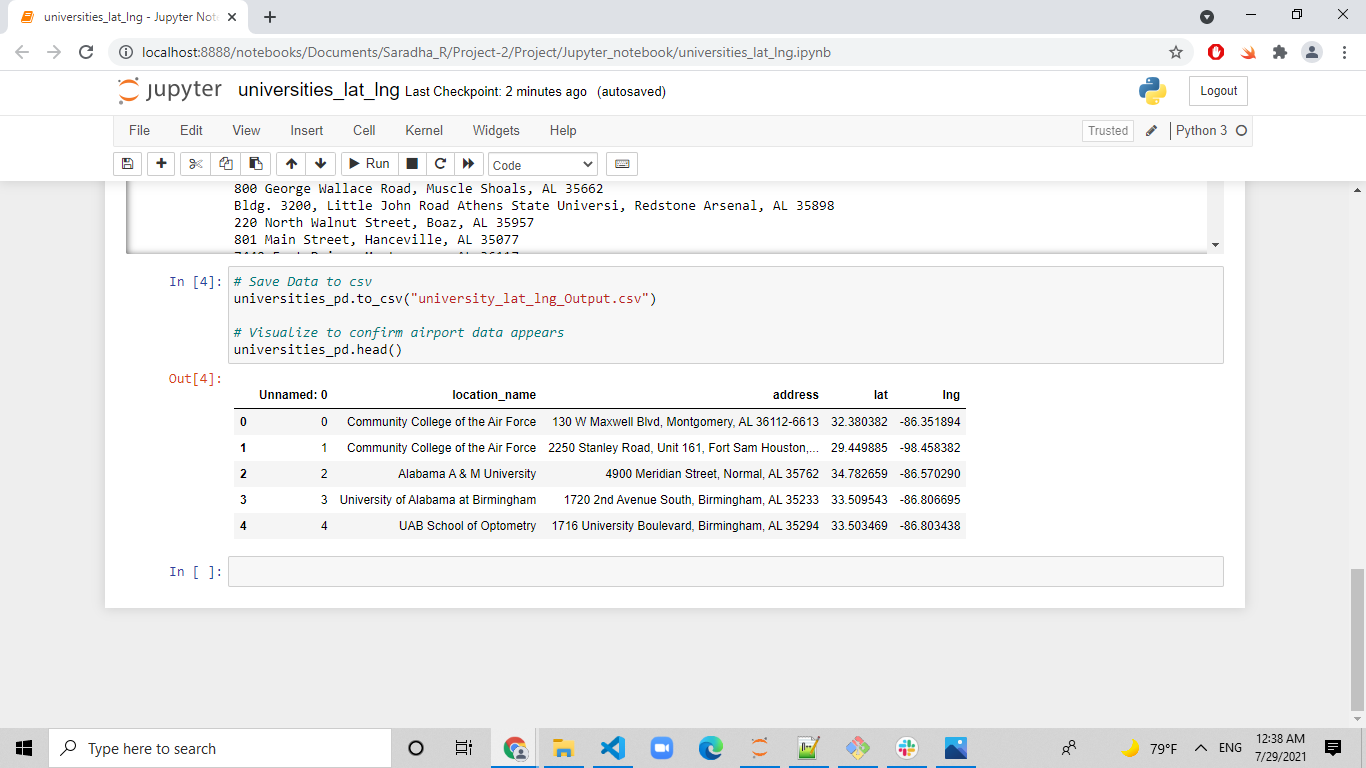 universities_lat_lng - Jupyter Not
localhost:8888/notebooks/Documents/Saradha_R/Project-2/Project/Jupyter_notebook/universities_lat_lng.ipynb
jupyter universities_lat_lng Last Checkpoint: 2 minutes ago (autosaved) Logout
File Edit View Insert Cell Kernel Widgets Help Trusted Python 3
Run Code
800 George Wallace Road, Muscle Shoals, AL 35662
Bldg. 3200, Little John Road Athens State Universi, Redstone Arsenal, AL 35898
220 North Walnut Street, Boaz, AL 35957
801 Main Street, Hanceville, AL 35077
In [4]: # Save Data to csv
universities_pd.to_csv("university_lat_lng_Output.csv")
# Visualize to confirm airport data appears
universities_pd.head()
Out[4]:
Unnamed: 0 location_name address lat lng
0 0 Community College of the Air Force 130 W Maxwell Blvd, Montgomery, AL 36112-6613 32.380382 -86.351894
1 1 Community College of the Air Force 2250 Stanley Road, Unit 161, Fort Sam Houston,... 29.449885 -98.458382
2 2 Alabama A & M University 4900 Meridian Street, Normal, AL 35762 34.782659 -86.570290
3 3 University of Alabama at Birmingham 1720 2nd Avenue South, Birmingham, AL 35233 33.509543 -86.806695
4 4 UAB School of Optometry 1716 University Boulevard, Birmingham, AL 35294 33.503469 -86.803438
In [ ]:
Type here to search 79°F ENG 12:38 AM
7/29/2021